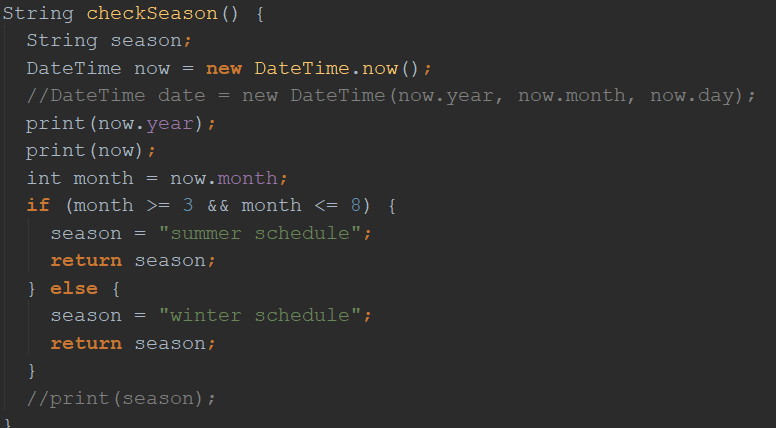 String checkSeason() {
  String season;
  DateTime now = new DateTime.now();
  //DateTime date = new DateTime(now.year, now.month, now.day);
  print(now.year);
  print(now);
  int month = now.month;
  if (month >= 3 && month <= 8) {
    season = "summer schedule";
    return season;
  } else {
    season = "winter schedule";
    return season;
  }
  //print(season);
}